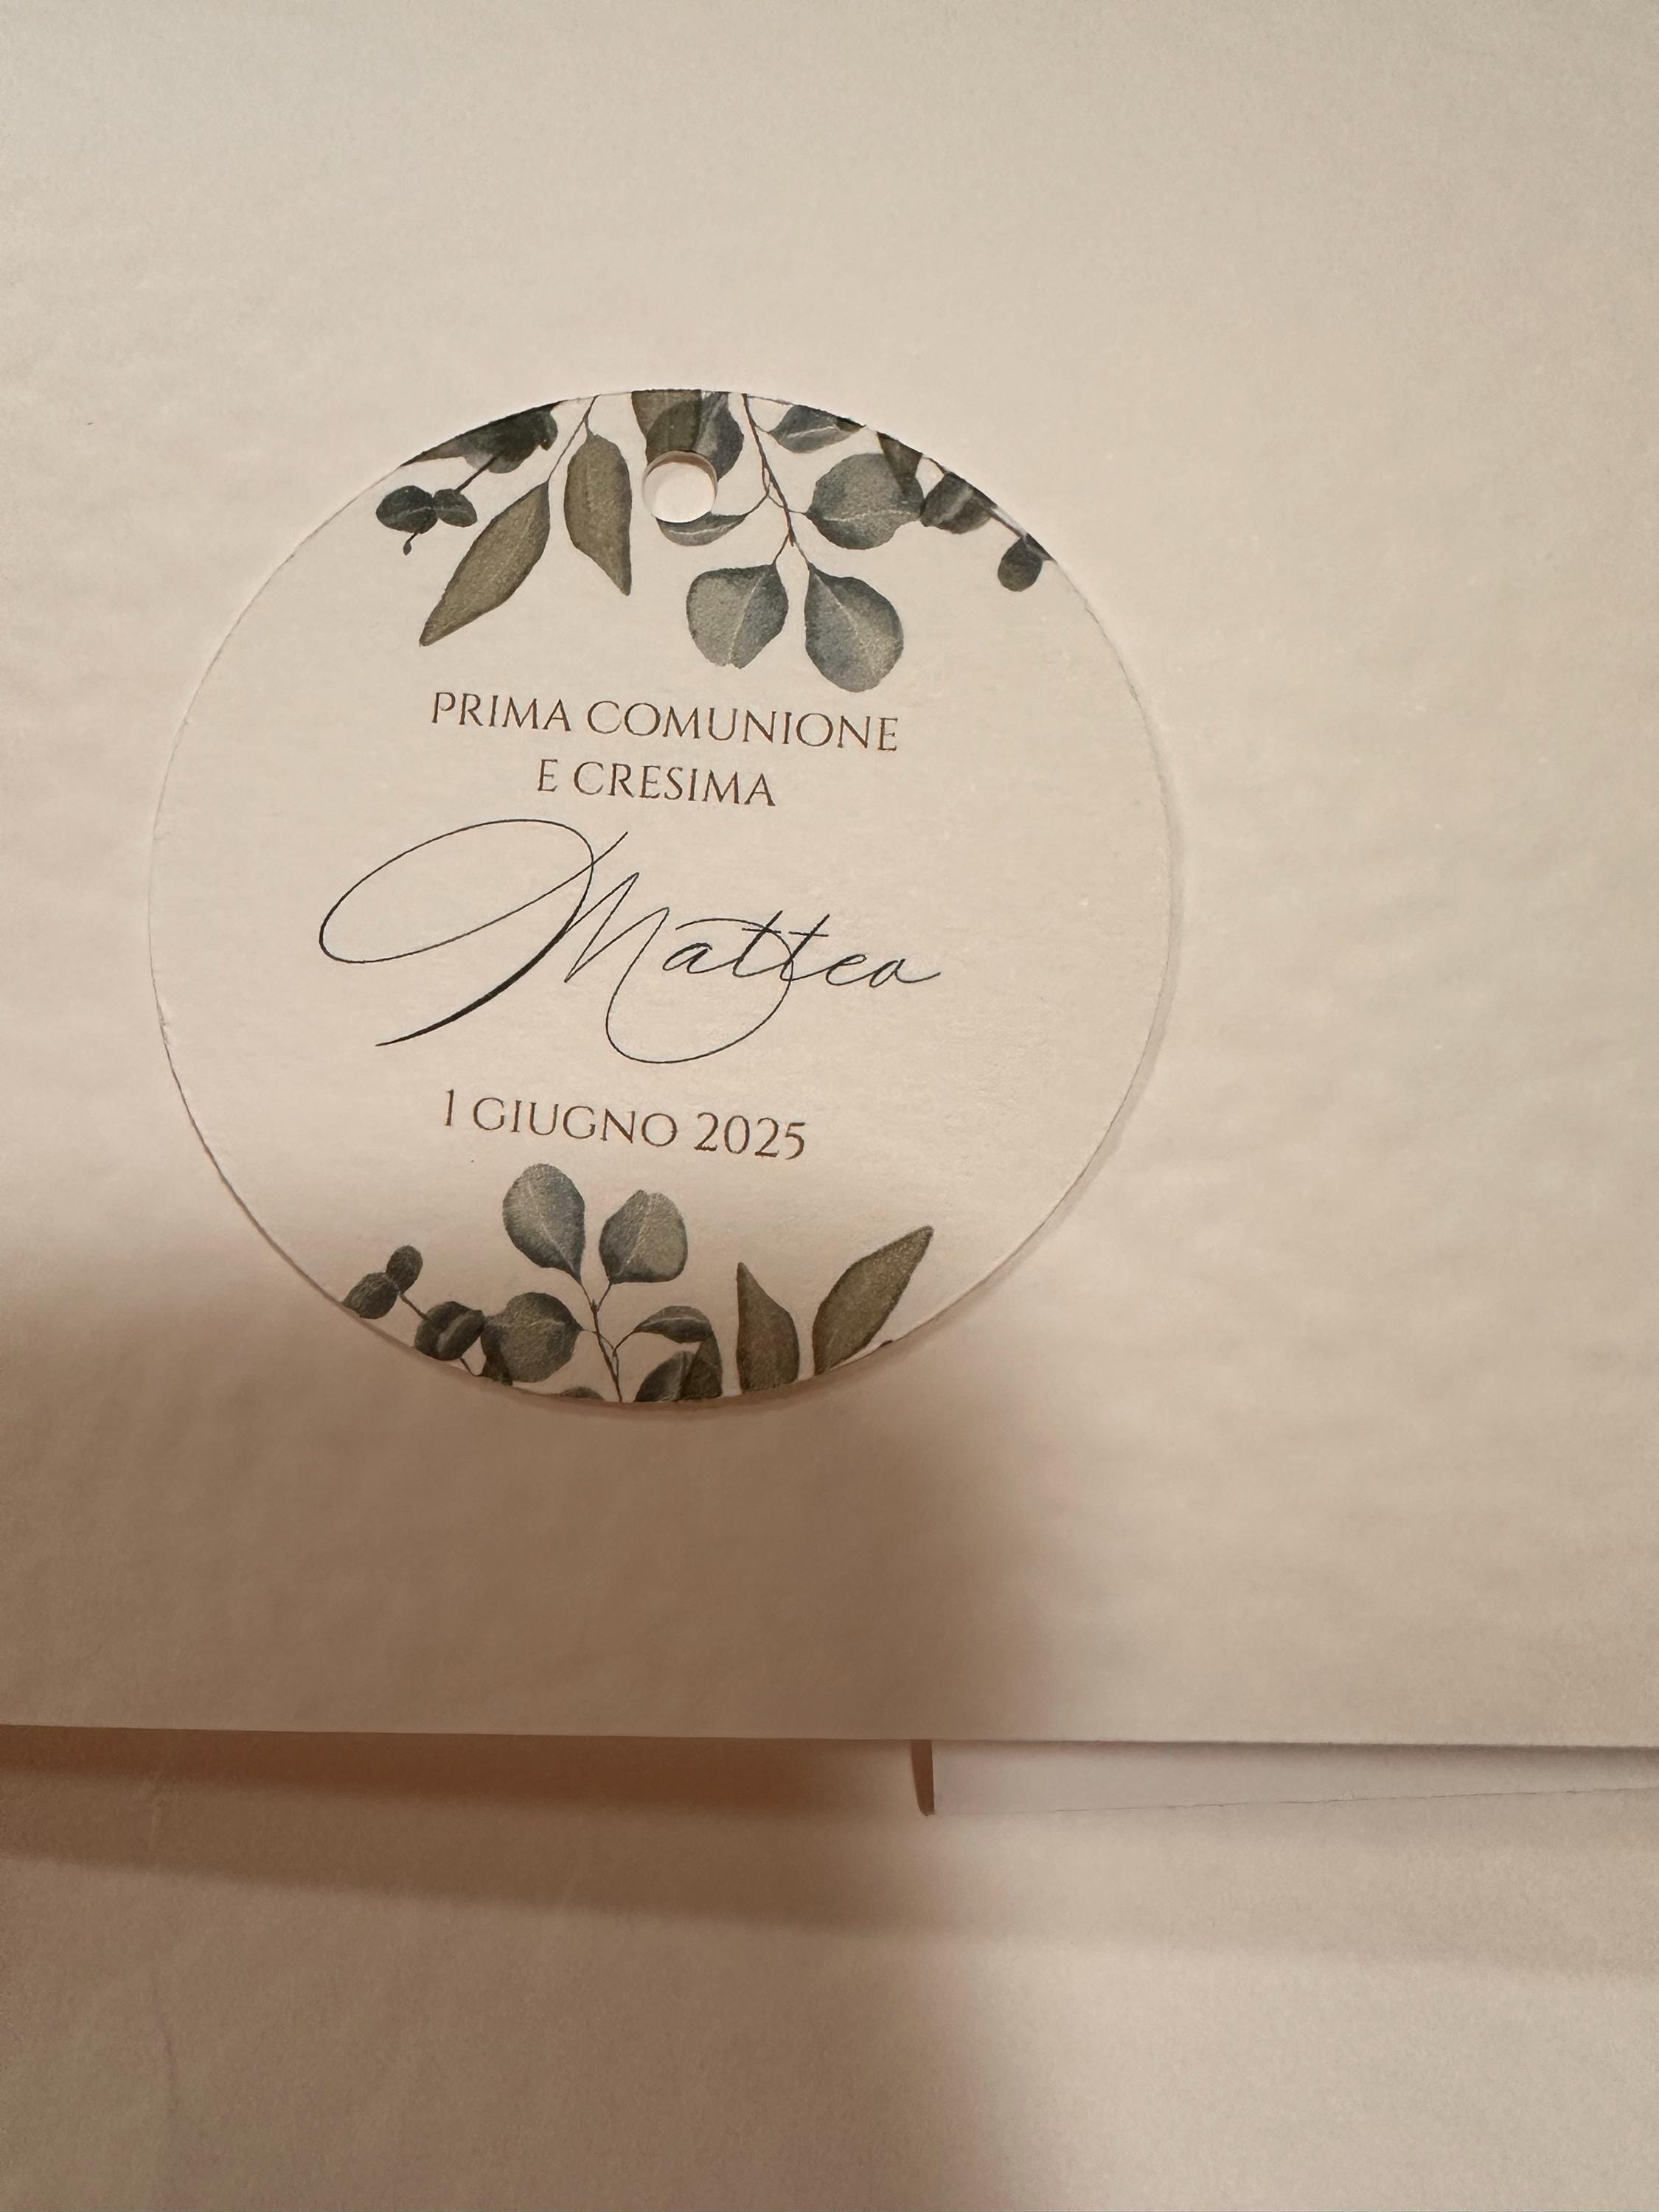 PRIMA COMUNIONE
E CRESIMA
Matteo
1 GIUGNO 2025